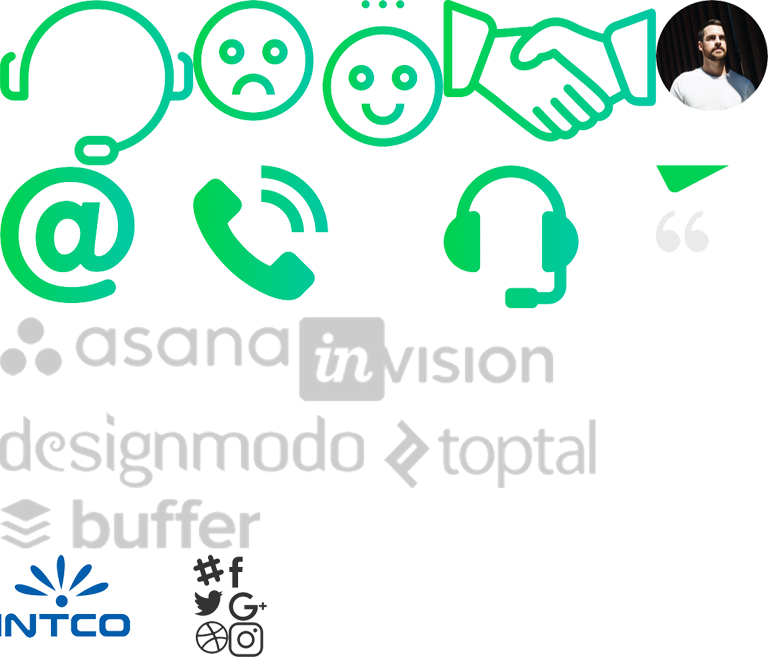 @
asana
invision
designmodo
toptal
buffer
INTCO
#
f
G+